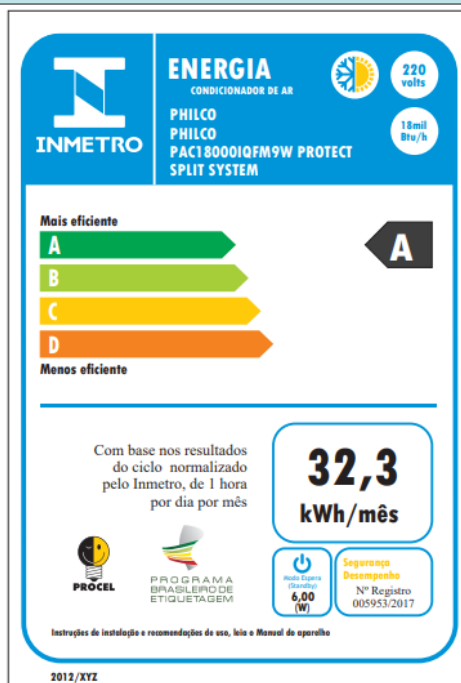 INMETRO
ENERGIA
CONDICIONADOR DE AR
220
volts
18mil
Btu/h
PHILCO
PHILCO
PAC18000IQFM9W PROTECT
SPLIT SYSTEM
Mais eficiente
A
A
B
C
D
Menos eficiente
Com base nos resultados
do ciclo normalizado
pelo Inmetro, de 1 hora
por dia por mês
32,3
kWh/mês
PROCEL
PROGRAMA
BRASILEIRO DE
ETIQUETAGEM
Modo Espera
(Standby)
6,00
(W)
Segurança
Desempenho
Nº Registro
005953/2017
Instruções de instalação e recomendações de uso, leia o Manual do aparelho
2012/XYZ